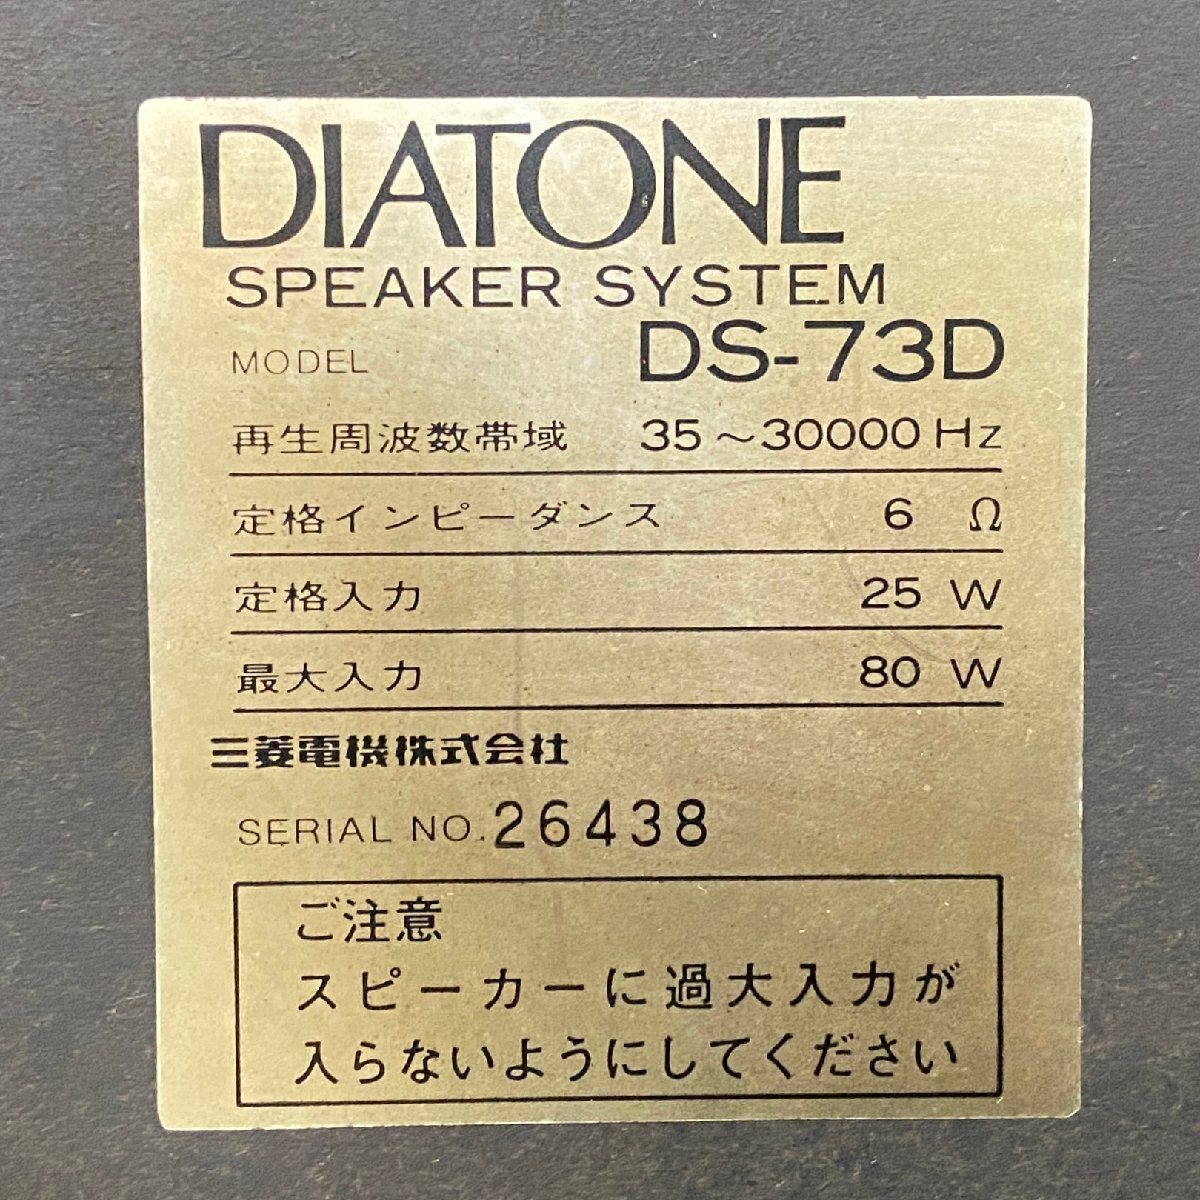 DIATONE
SPEAKER SYSTEM
MODEL DS-73D
再生周波数帯域 35～30000 Hz
定格インピーダンス 6 Ω
定格入力 25 W
最大入力 80 W
三菱電機株式会社
SERIAL NO. 26438
ご注意
スピーカーに過大入力が
入らないようにしてください